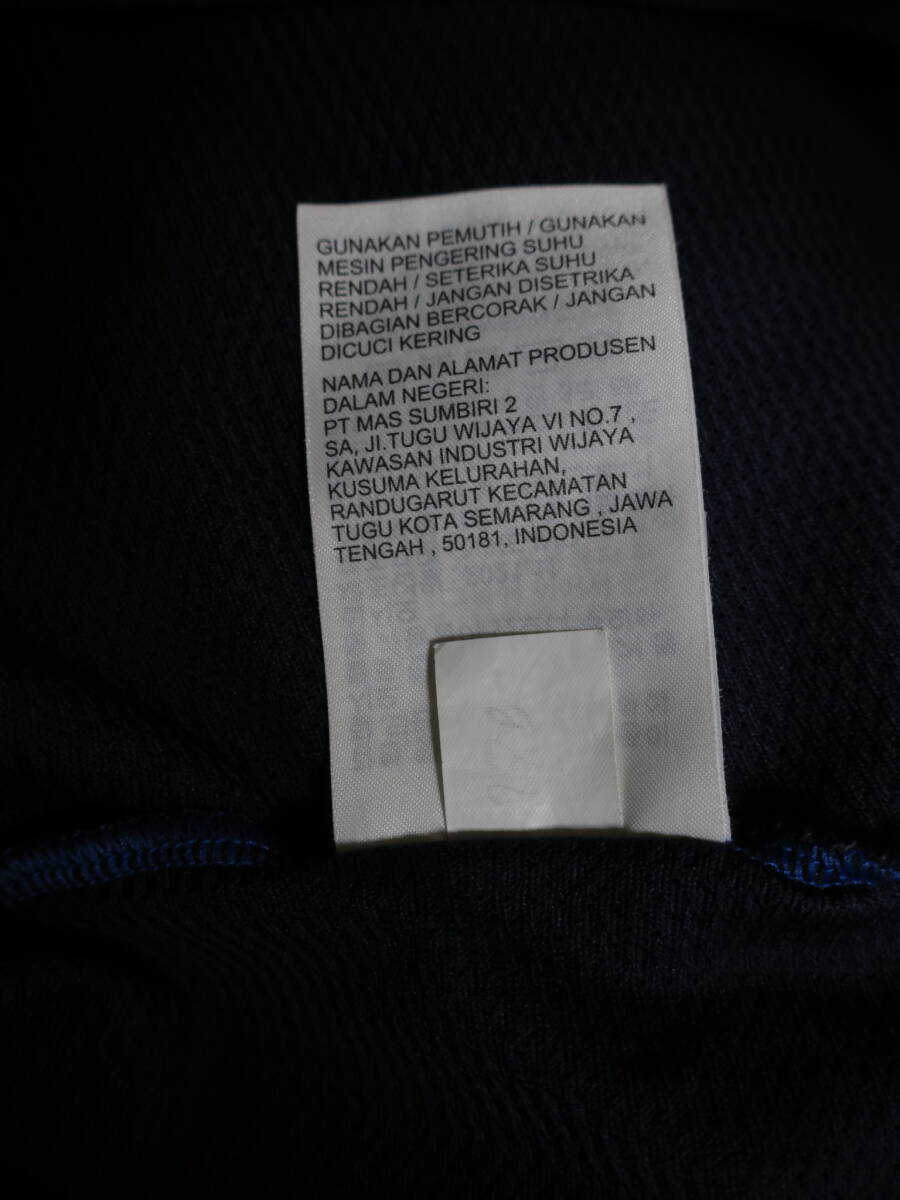 GUNAKAN PEMUTIH / GUNAKAN
MESIN PENGERING SUHU
RENDAH / SETERIKA SUHU
RENDAH / JANGAN DISETRIKA
DIBAGIAN BERCORAK / JANGAN
DICUCI KERING
NAMA DAN ALAMAT PRODUSEN
DALAM NEGERI:
PT MAS SUMBIRI 2
SA, Jl.TUGU WIJAYA VI NO.7 ,
KAWASAN INDUSTRI WIJAYA
KUSUMA KELURAHAN,
RANDUGARUT KECAMATAN
TUGU KOTA SEMARANG , JAWA
TENGAH , 50181, INDONESIA